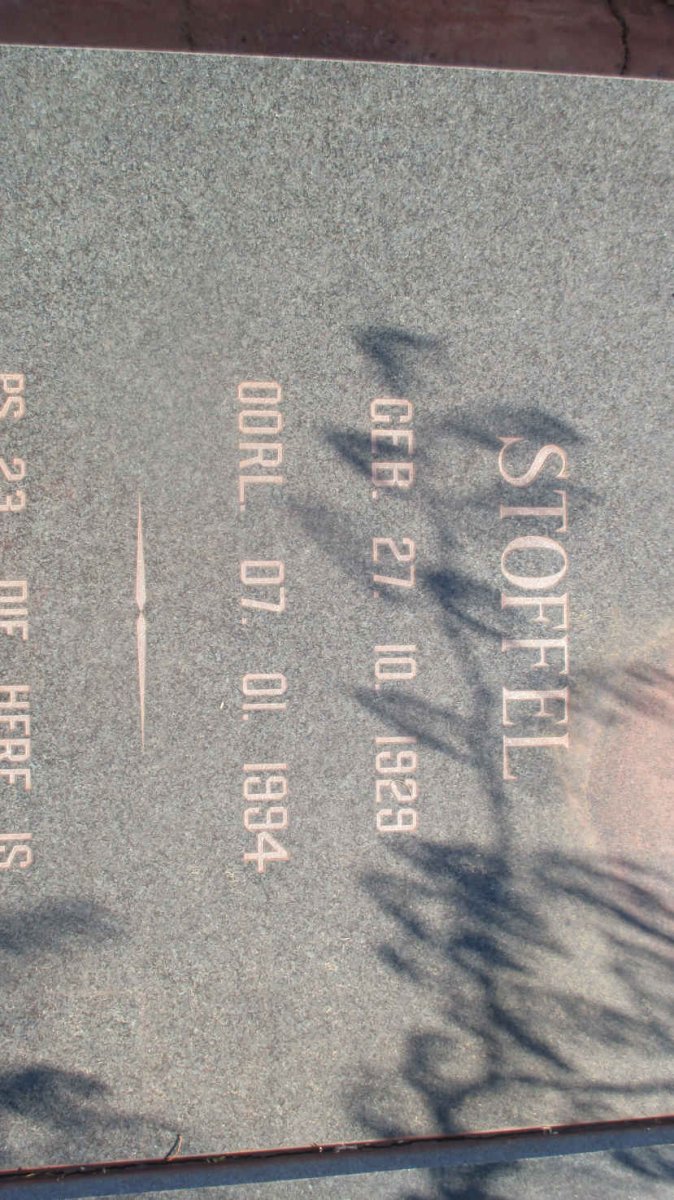 STOFFEL
GEB. 27. 10. 1929
OORL. 07. 01. 1994
PS 23 DIE HERE IS